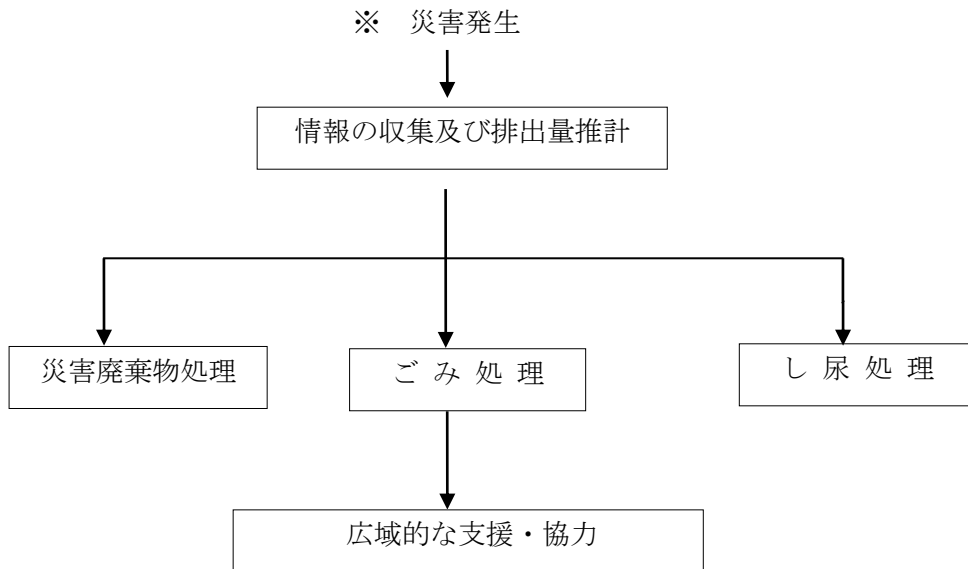 ※　災害発生
情報の収集及び排出量推計
災害廃棄物処理
ご み 処 理
し 尿 処 理
広域的な支援・協力